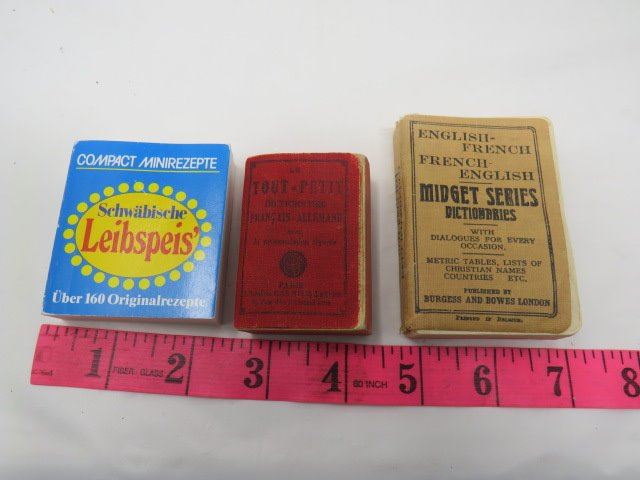 COMPACT MINIREZEPTE
Schwäbische
Leibspeis'
Über 160 Originalrezepte
LE
TOUT-PETIT
DICTIONNAIRE
FRANÇAIS-ALLEMAND
PARIS
ENGLISH-
FRENCH
FRENCH-
ENGLISH
MIDGET SERIES
DICTIONARIES
WITH
DIALOGUES FOR EVERY
OCCASION.
METRIC TABLES, LISTS OF
CHRISTIAN NAMES
COUNTRIES ETC.
PUBLISHED BY
BURGESS AND BOWES LONDON
PRINTED IN BELGIUM.
1 FIBER GLASS 2 3 4 60 INCH 5 6 7 8